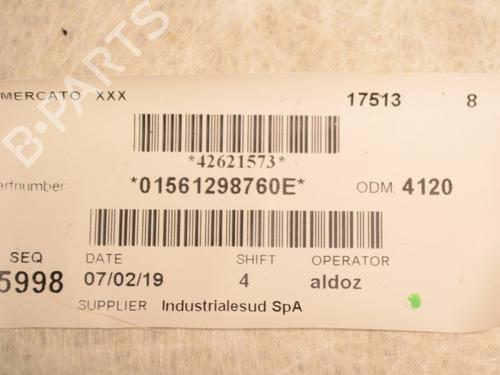 B-PARTS
MERCATO XXX 17513 8
*42621573*
artnumber: *01561298760E* ODM: 4120
SEQ DATE SHIFT OPERATOR
5998 07/02/19 4 aldoz
SUPPLIER Industrialesud SpA